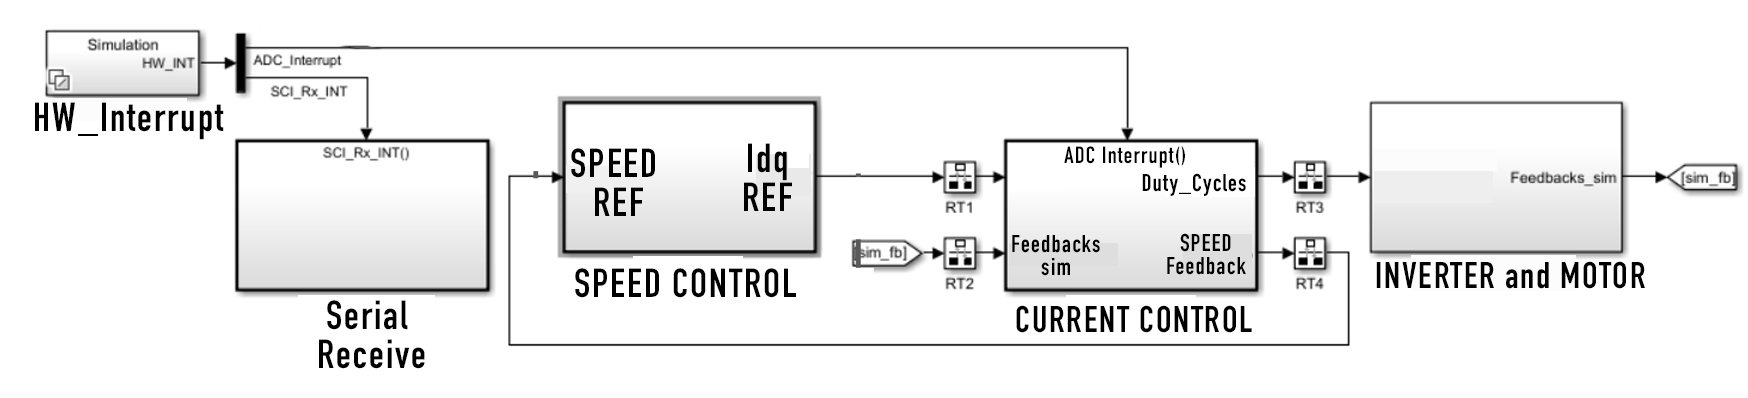 Simulation
HW_INT
HW_Interrupt
ADC_Interrupt
SCI_Rx_INT
SCI_Rx_INT()
Serial
Receive
SPEED
REF
Idq
REF
SPEED CONTROL
RT1
[sim_fb]
RT2
ADC Interrupt()
Duty_Cycles
Feedbacks
sim
SPEED
Feedback
CURRENT CONTROL
RT3
RT4
Feedbacks_sim
INVERTER and MOTOR
[sim_fb]